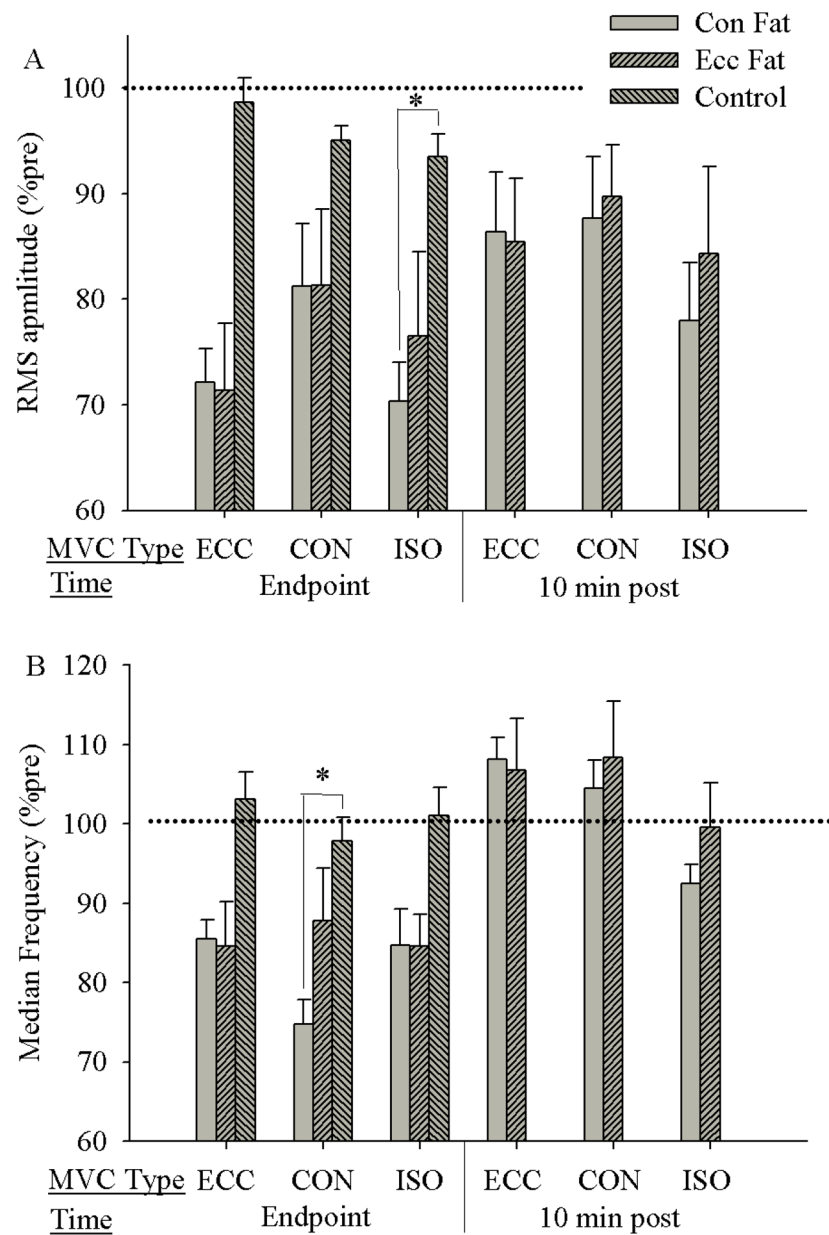 A
Con Fat
Ecc Fat
Control
*
RMS apmlitude (%pre)
100
90
80
70
60
MVC Type ECC CON ISO ECC CON ISO
Time Endpoint 10 min post
B
*
Median Frequency (%pre)
120
110
100
90
80
70
60
MVC Type ECC CON ISO ECC CON ISO
Time Endpoint 10 min post